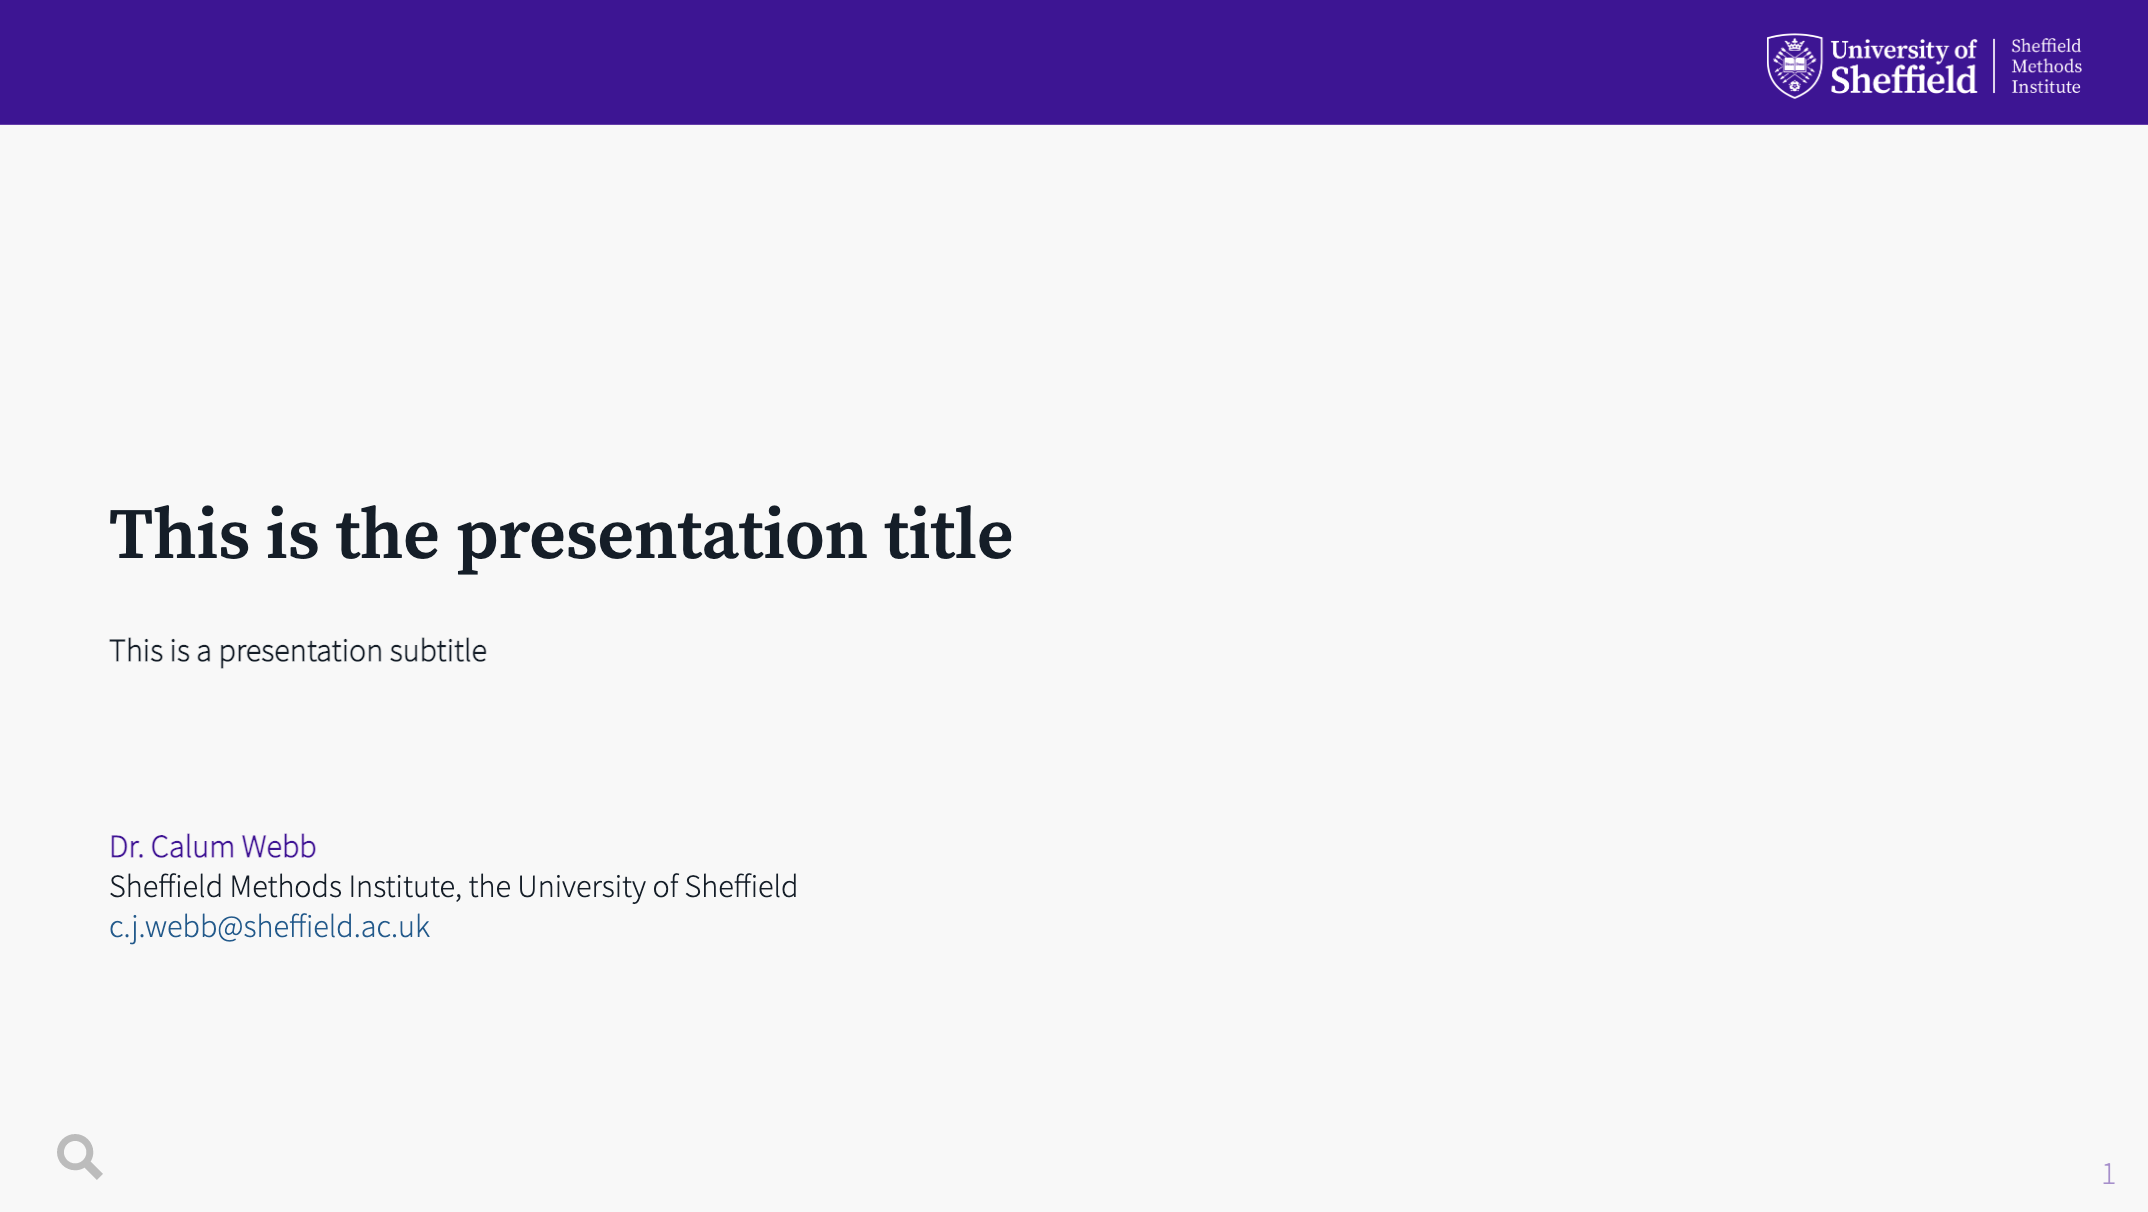 University of
Sheffield
Sheffield
Methods
Institute
This is the presentation title
This is a presentation subtitle
Dr. Calum Webb
Sheffield Methods Institute, the University of Sheffield
c.j.webb@sheffield.ac.uk
1